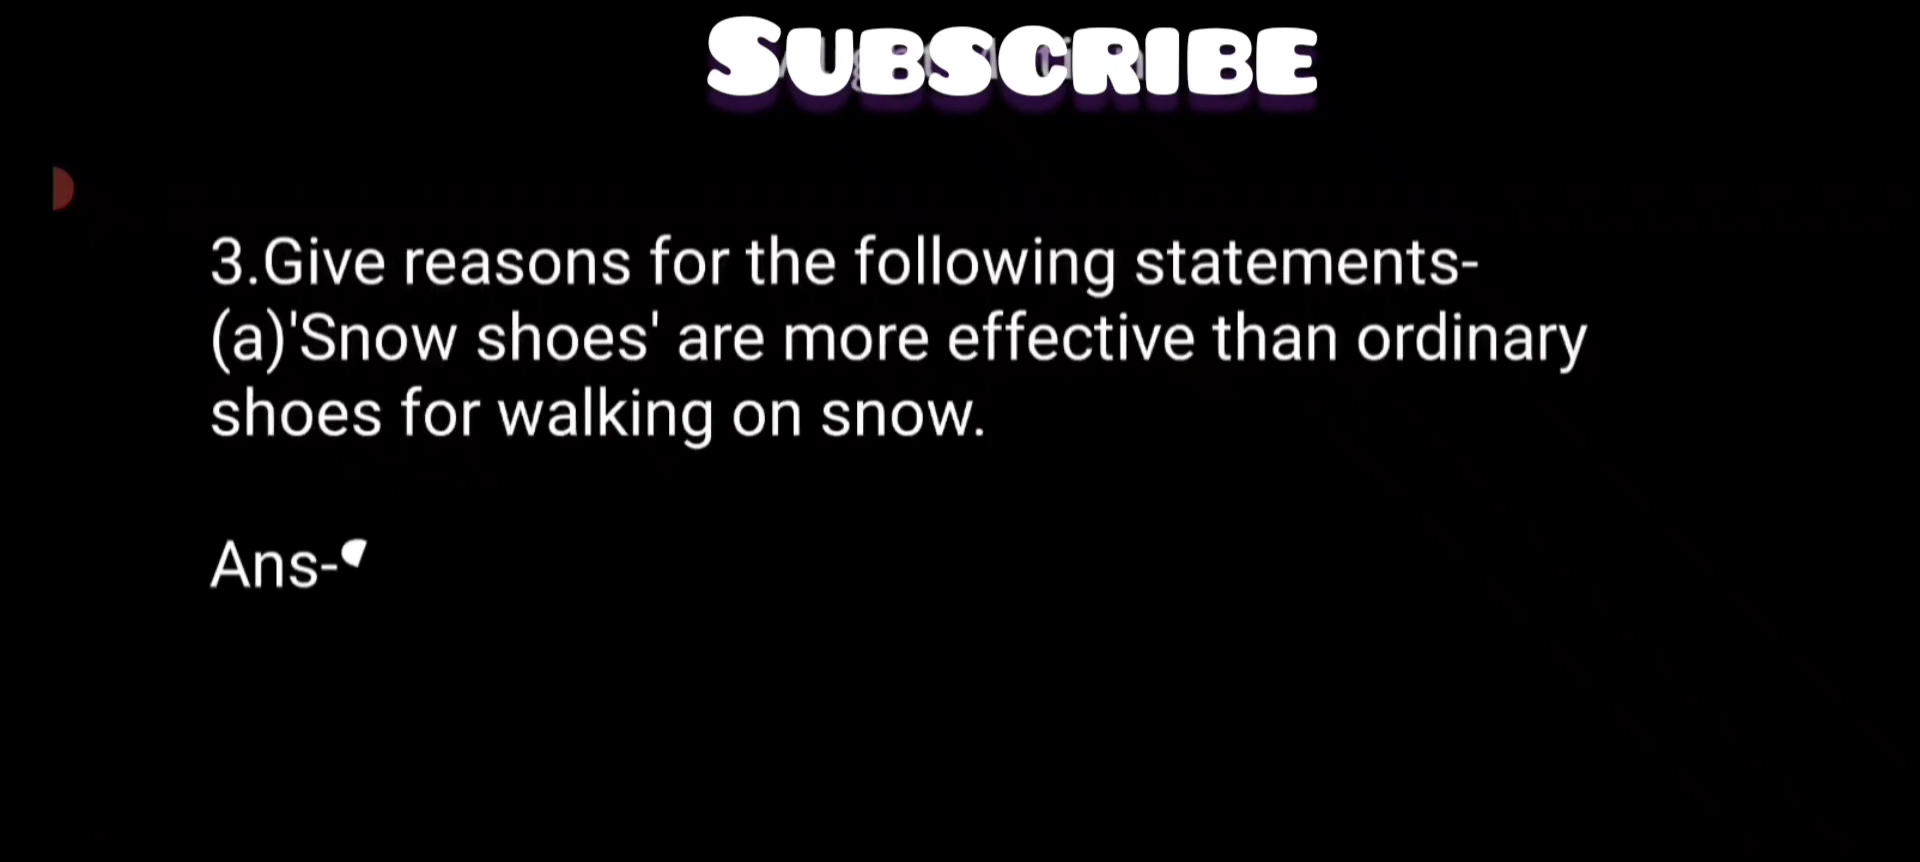 SUBSCRIBE
3.Give reasons for the following statements-
(a)'Snow shoes' are more effective than ordinary
shoes for walking on snow.
Ans-